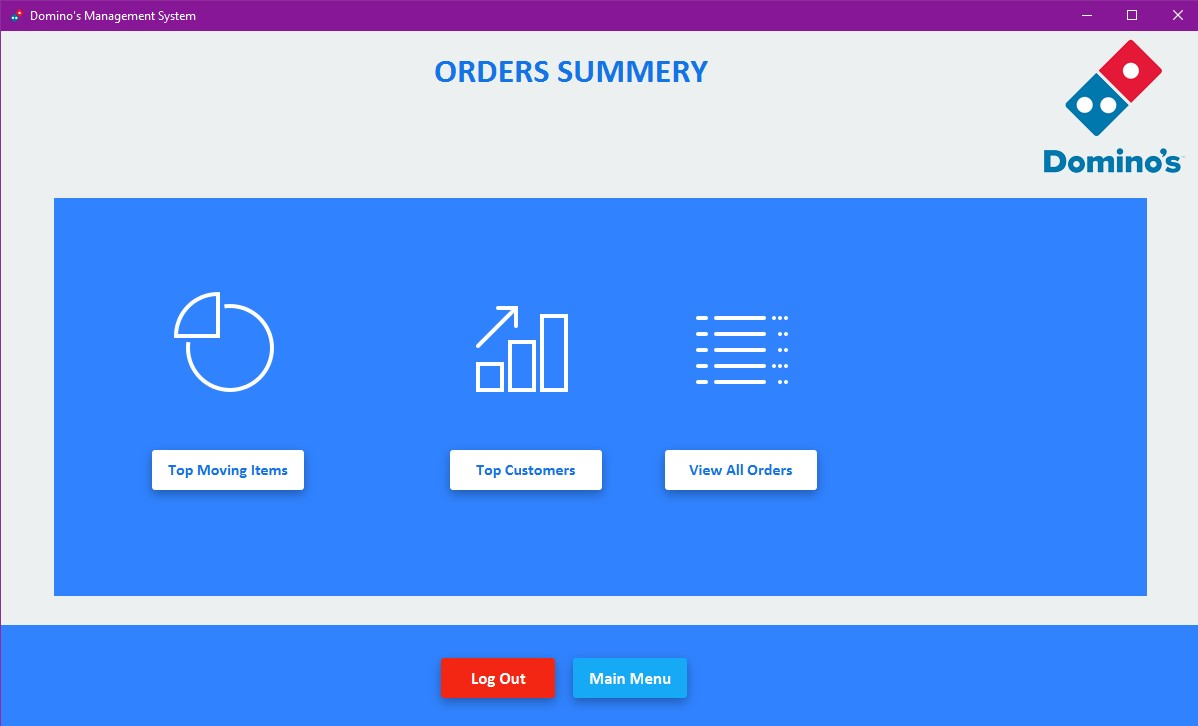 Domino's Management System
ORDERS SUMMERY
Domino's
Top Moving Items
Top Customers
View All Orders
Log Out
Main Menu